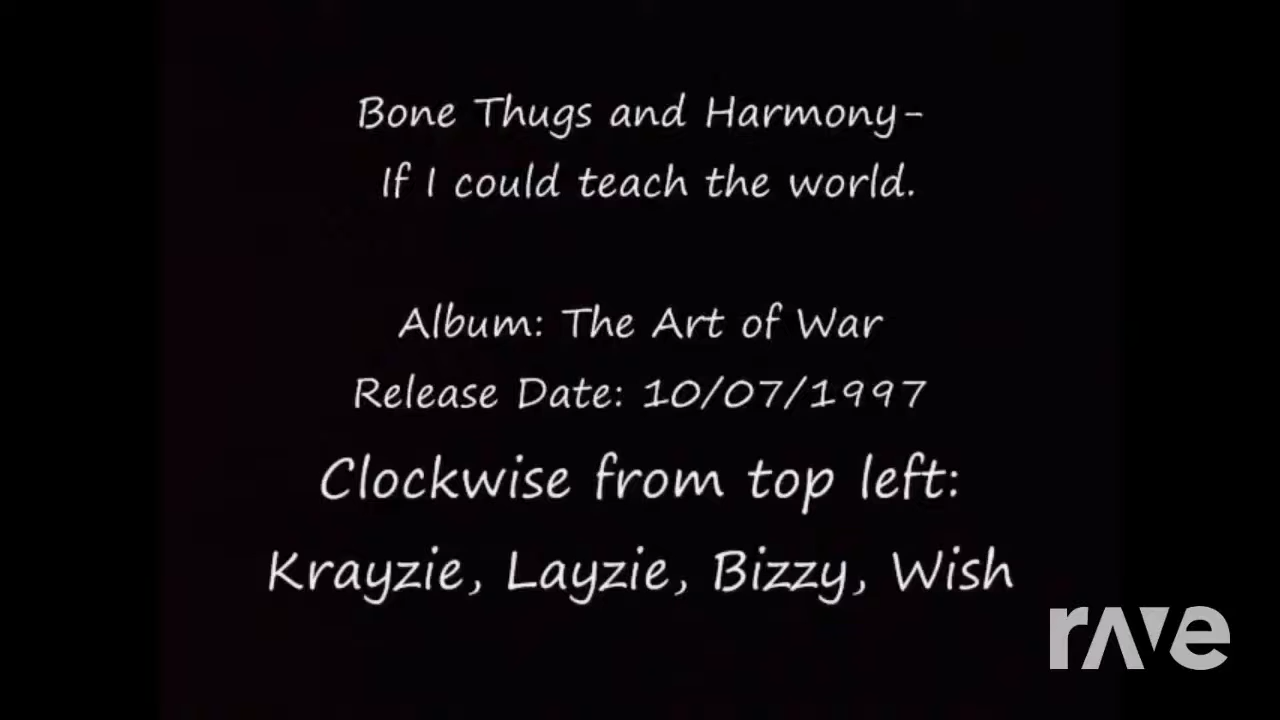 Bone Thugs and Harmony-
If I could teach the world.
Album: The Art of War
Release Date: 10/07/1997
Clockwise from top left:
Krayzie, Layzie, Bizzy, Wish
rave